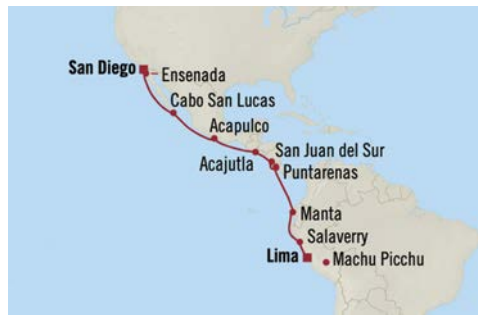 San Diego
Ensenada
Cabo San Lucas
Acapulco
San Juan del Sur
Acajutla
Puntarenas
Manta
Salaverry
Lima
Machu Picchu